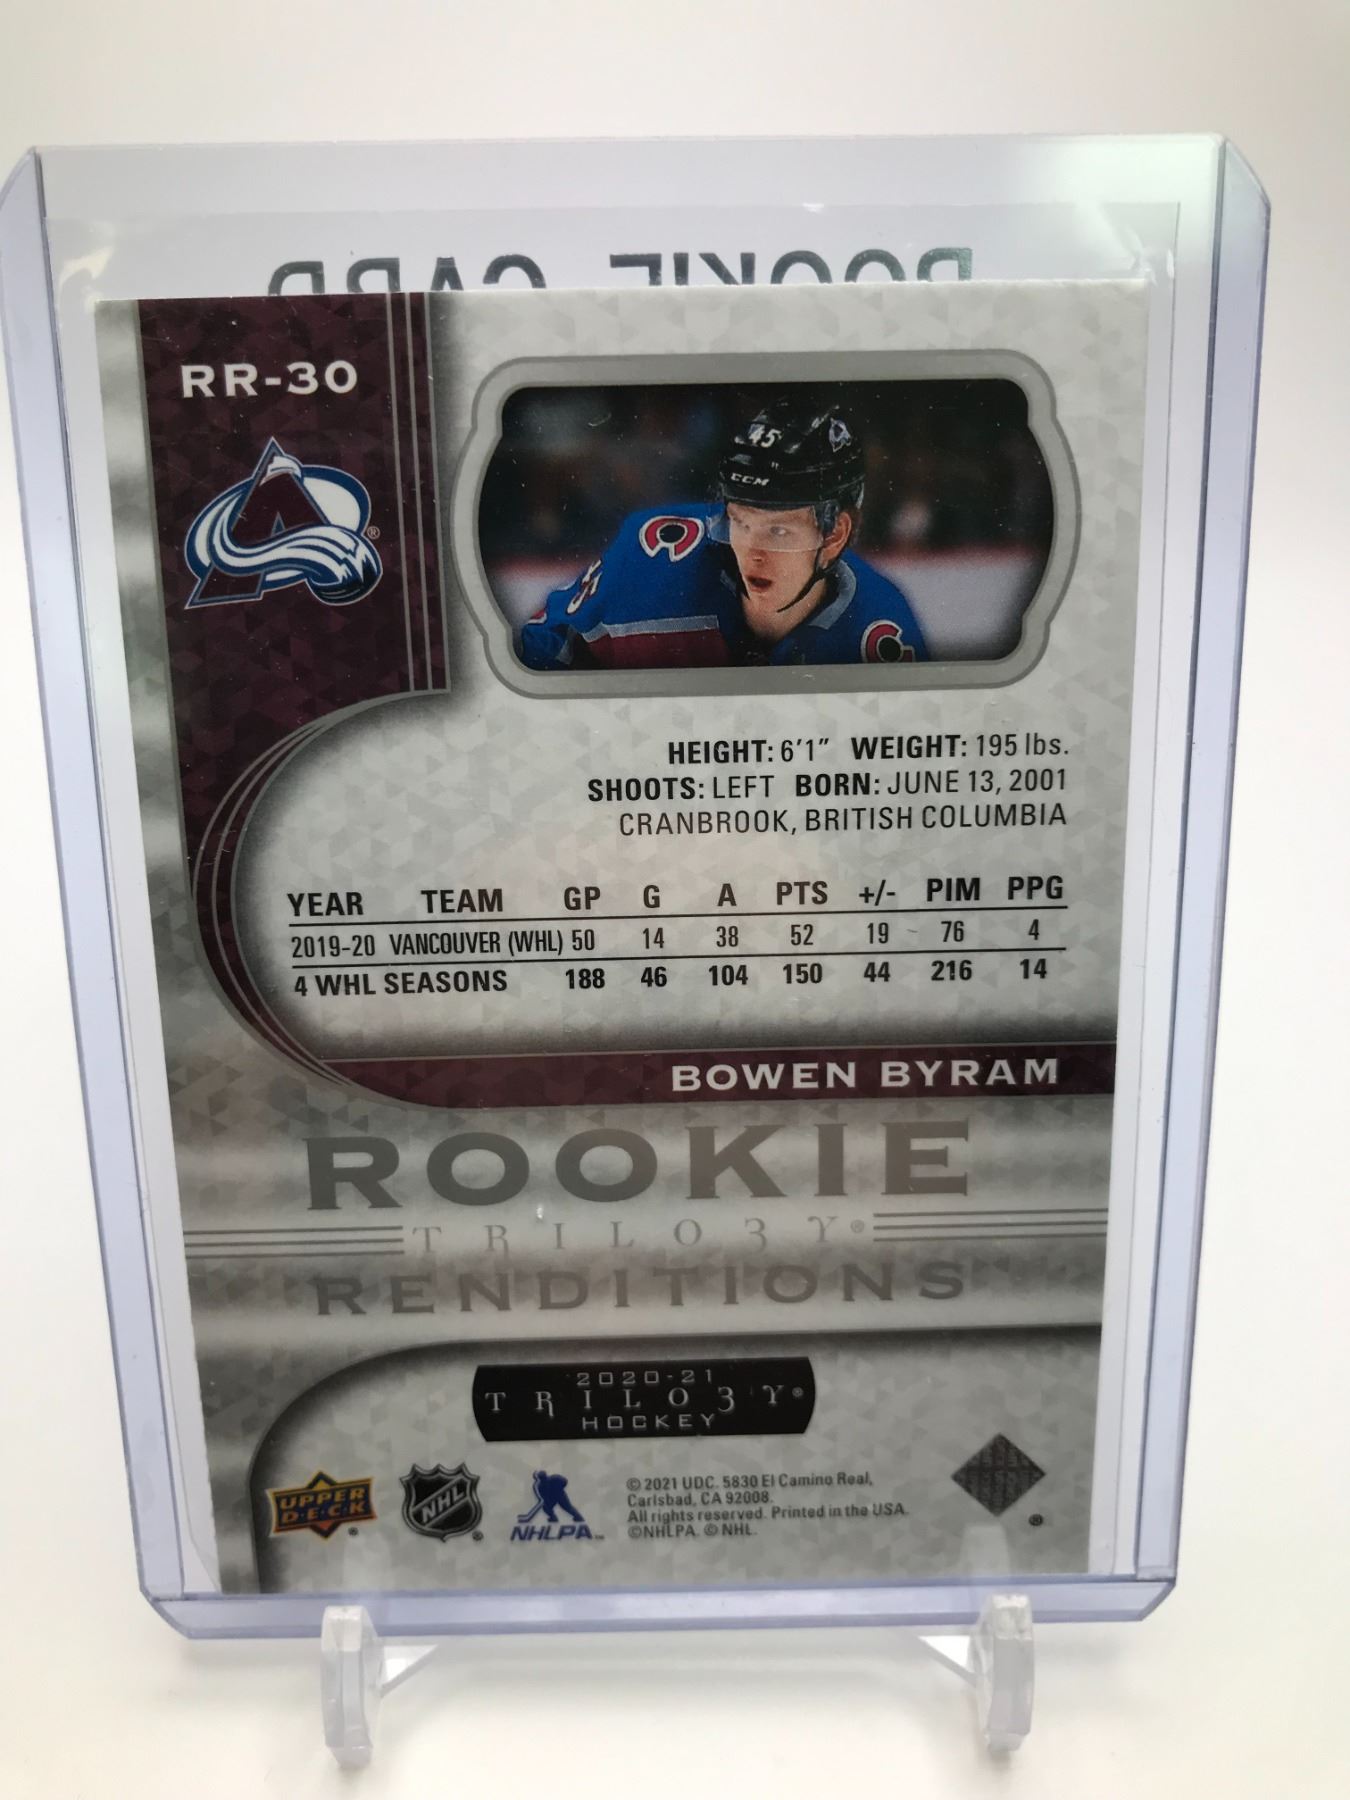 ROOKIE CARD
RR-30
®
45
CCM
45
HEIGHT: 6'1" WEIGHT: 195 lbs.
SHOOTS: LEFT BORN: JUNE 13, 2001
CRANBROOK, BRITISH COLUMBIA
YEAR TEAM GP G A PTS +/- PIM PPG
2019-20 VANCOUVER (WHL) 50 14 38 52 19 76 4
4 WHL SEASONS 188 46 104 150 44 216 14
BOWEN BYRAM
ROOKIE
TRILO3Y®
RENDITIONS
2020-21
TRILO3Y®
HOCKEY
UPPER
DECK®
NHL®
NHLPA™
© 2021 UDC. 5830 El Camino Real,
Carlsbad, CA 92008.
All rights reserved. Printed in the USA.
©NHLPA. © NHL.
®